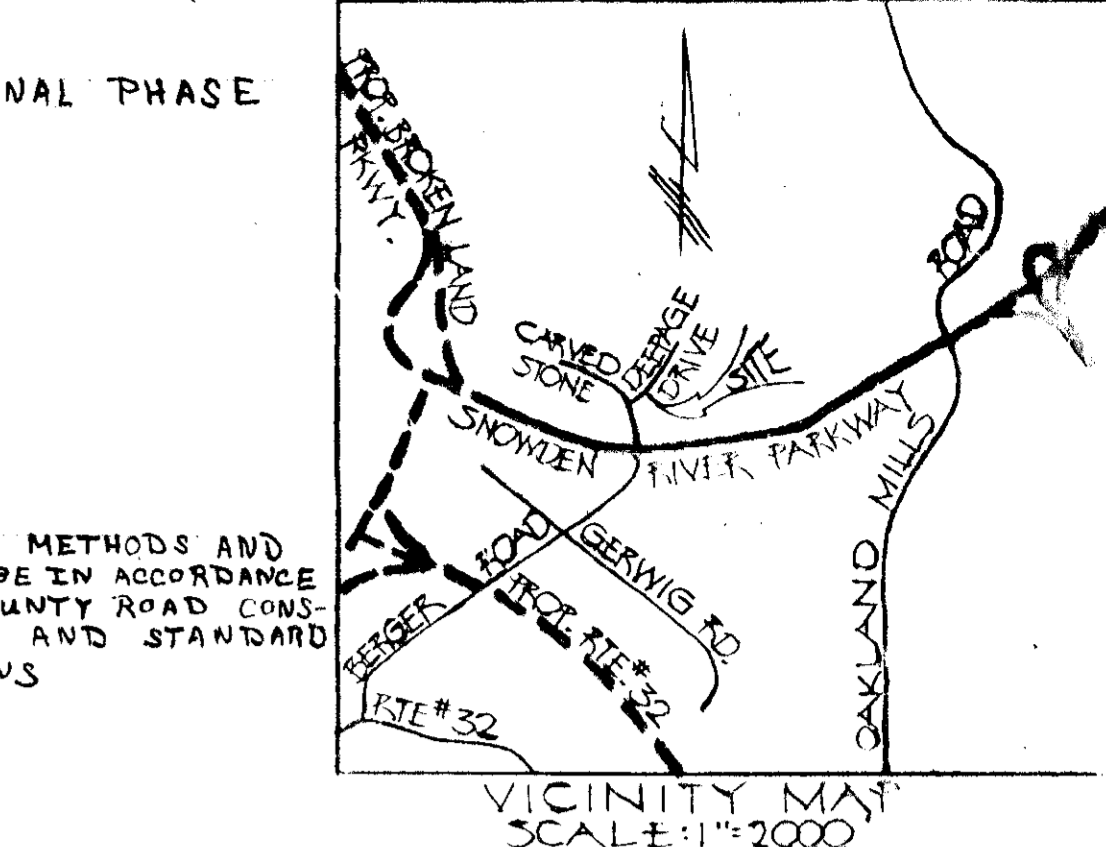 NAL PHASE
PROP. BROKEN LAND
PKWY.
ROAD
CARVED
STONE
DEEPAGE
DRIVE
SITE
SNOWDEN RIVER PARKWAY
METHODS AND
BE IN ACCORDANCE
UNTY ROAD CONS-
AND STANDARD
NS
BERGER ROAD
GERWIG RD.
PROP. RTE. #32
RTE #32
OAKLAND MILLS
VICINITY MAP
SCALE: 1"=2000'